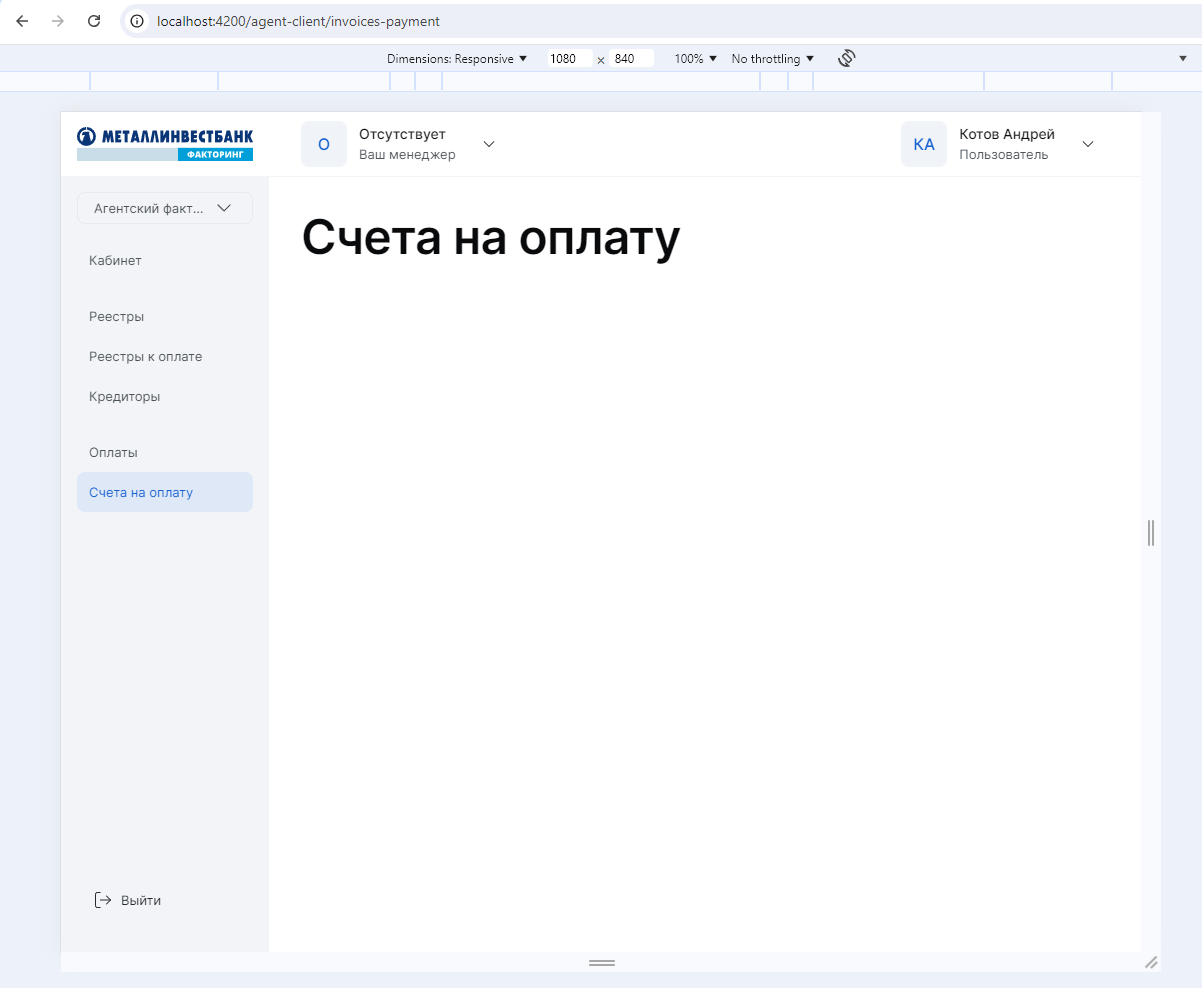 localhost:4200/agent-client/invoices-payment
Dimensions: Responsive 1080 × 840 100% No throttling
МЕТАЛЛИНВЕСТБАНК
ФАКТОРИНГ
О
Отсутствует
Ваш менеджер
КА
Котов Андрей
Пользователь
Агентский факт...
Кабинет
Реестры
Реестры к оплате
Кредиторы
Оплаты
Счета на оплату
Выйти
Счета на оплату